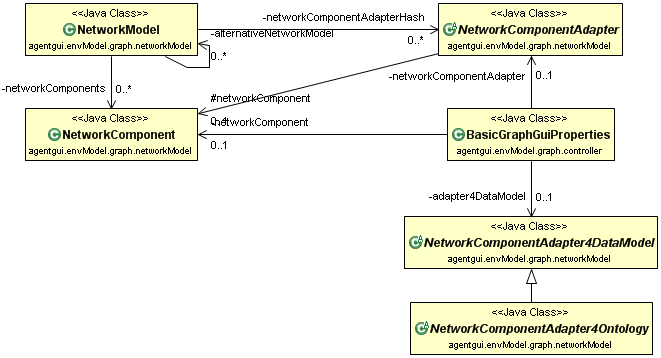 <<Java Class>>
NetworkModel
agentgui.envModel.graph.networkModel
-networkComponentAdapterHash
0..*
<<Java Class>>
NetworkComponentAdapter
agentgui.envModel.graph.networkModel
-alternativeNetworkModel
0..*
-networkComponents
0..*
-networkComponentAdapter
0..1
#networkComponent
<<Java Class>>
NetworkComponent
agentgui.envModel.graph.networkModel
-networkComponent
0..1
<<Java Class>>
BasicGraphGuiProperties
agentgui.envModel.graph.controller
-adapter4DataModel
0..1
<<Java Class>>
NetworkComponentAdapter4DataModel
agentgui.envModel.graph.networkModel
<<Java Class>>
NetworkComponentAdapter4Ontology
agentgui.envModel.graph.networkModel